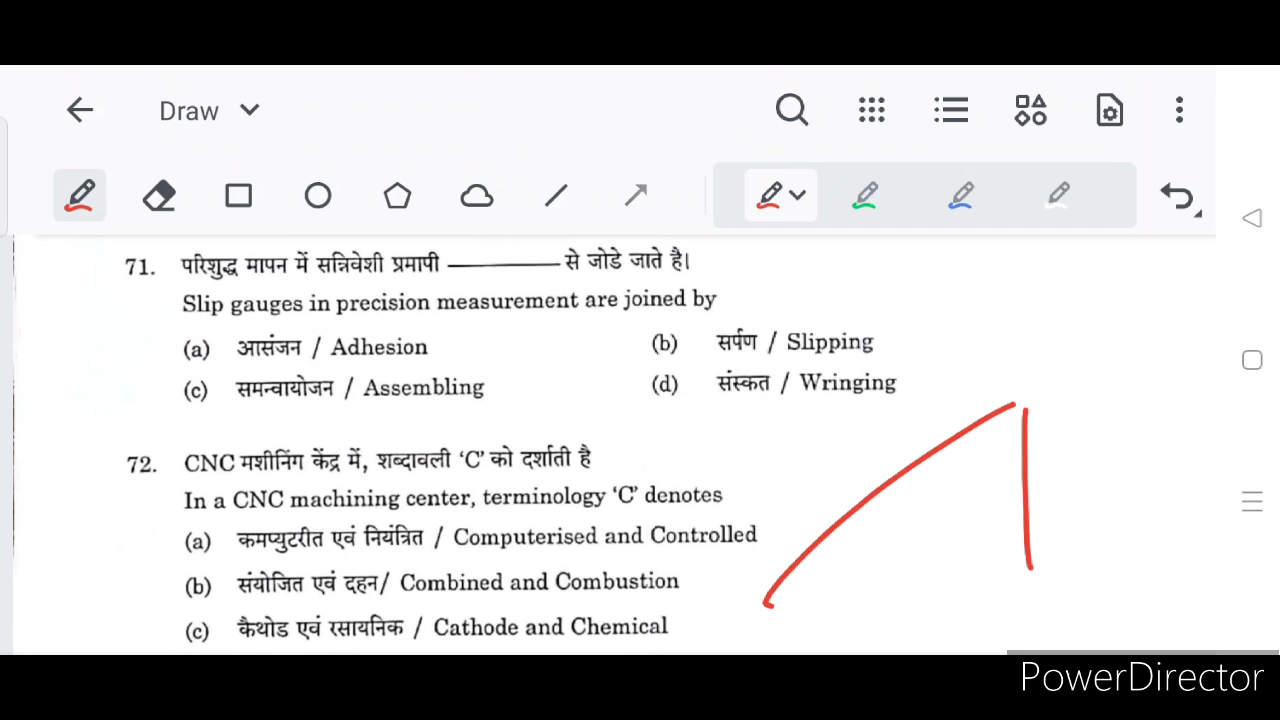 Draw
71. परिशुद्ध मापन में सन्निवेशी प्रमापी ———— से जोडे जाते है।
Slip gauges in precision measurement are joined by
(a) आसंजन / Adhesion (b) सर्पण / Slipping
(c) समन्वायोजन / Assembling (d) संस्कत / Wringing
72. CNC मशीनिंग केंद्र में, शब्दावली ‘C’ को दर्शाती है
In a CNC machining center, terminology ‘C’ denotes
(a) कमप्युटरीत एवं नियंत्रित / Computerised and Controlled
(b) संयोजित एवं दहन/ Combined and Combustion
(c) कैथोड एवं रसायनिक / Cathode and Chemical
PowerDirector